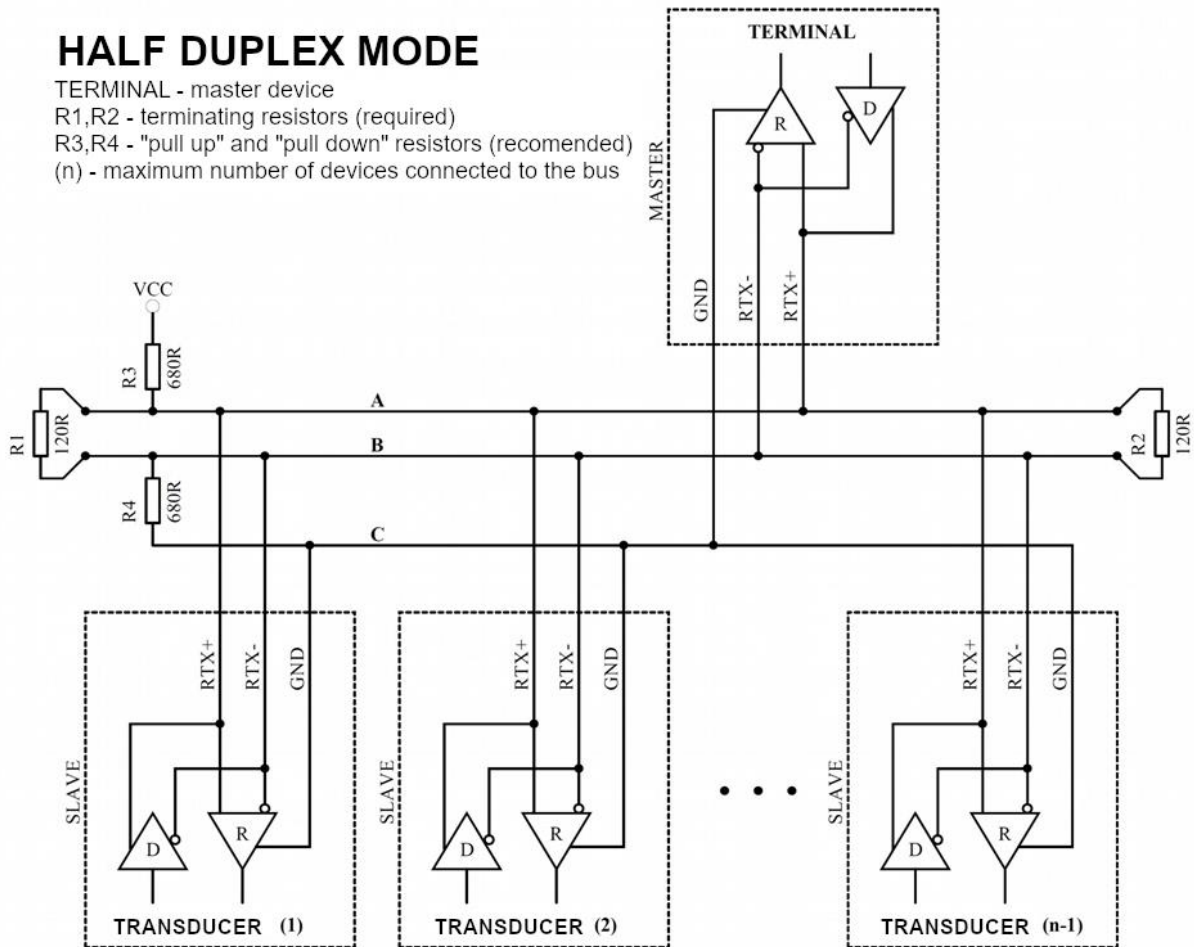 HALF DUPLEX MODE
TERMINAL - master device
R1,R2 - terminating resistors (required)
R3,R4 - "pull up" and "pull down" resistors (recomended)
(n) - maximum number of devices connected to the bus
TERMINAL
R
D
MASTER
GND
RTX-
RTX+
VCC
R3
680R
R1
120R
A
B
R2
120R
R4
680R
C
SLAVE
RTX+
RTX-
GND
D
R
TRANSDUCER (1)
SLAVE
RTX+
RTX-
GND
D
R
TRANSDUCER (2)
SLAVE
RTX+
RTX-
GND
D
R
TRANSDUCER (n-1)